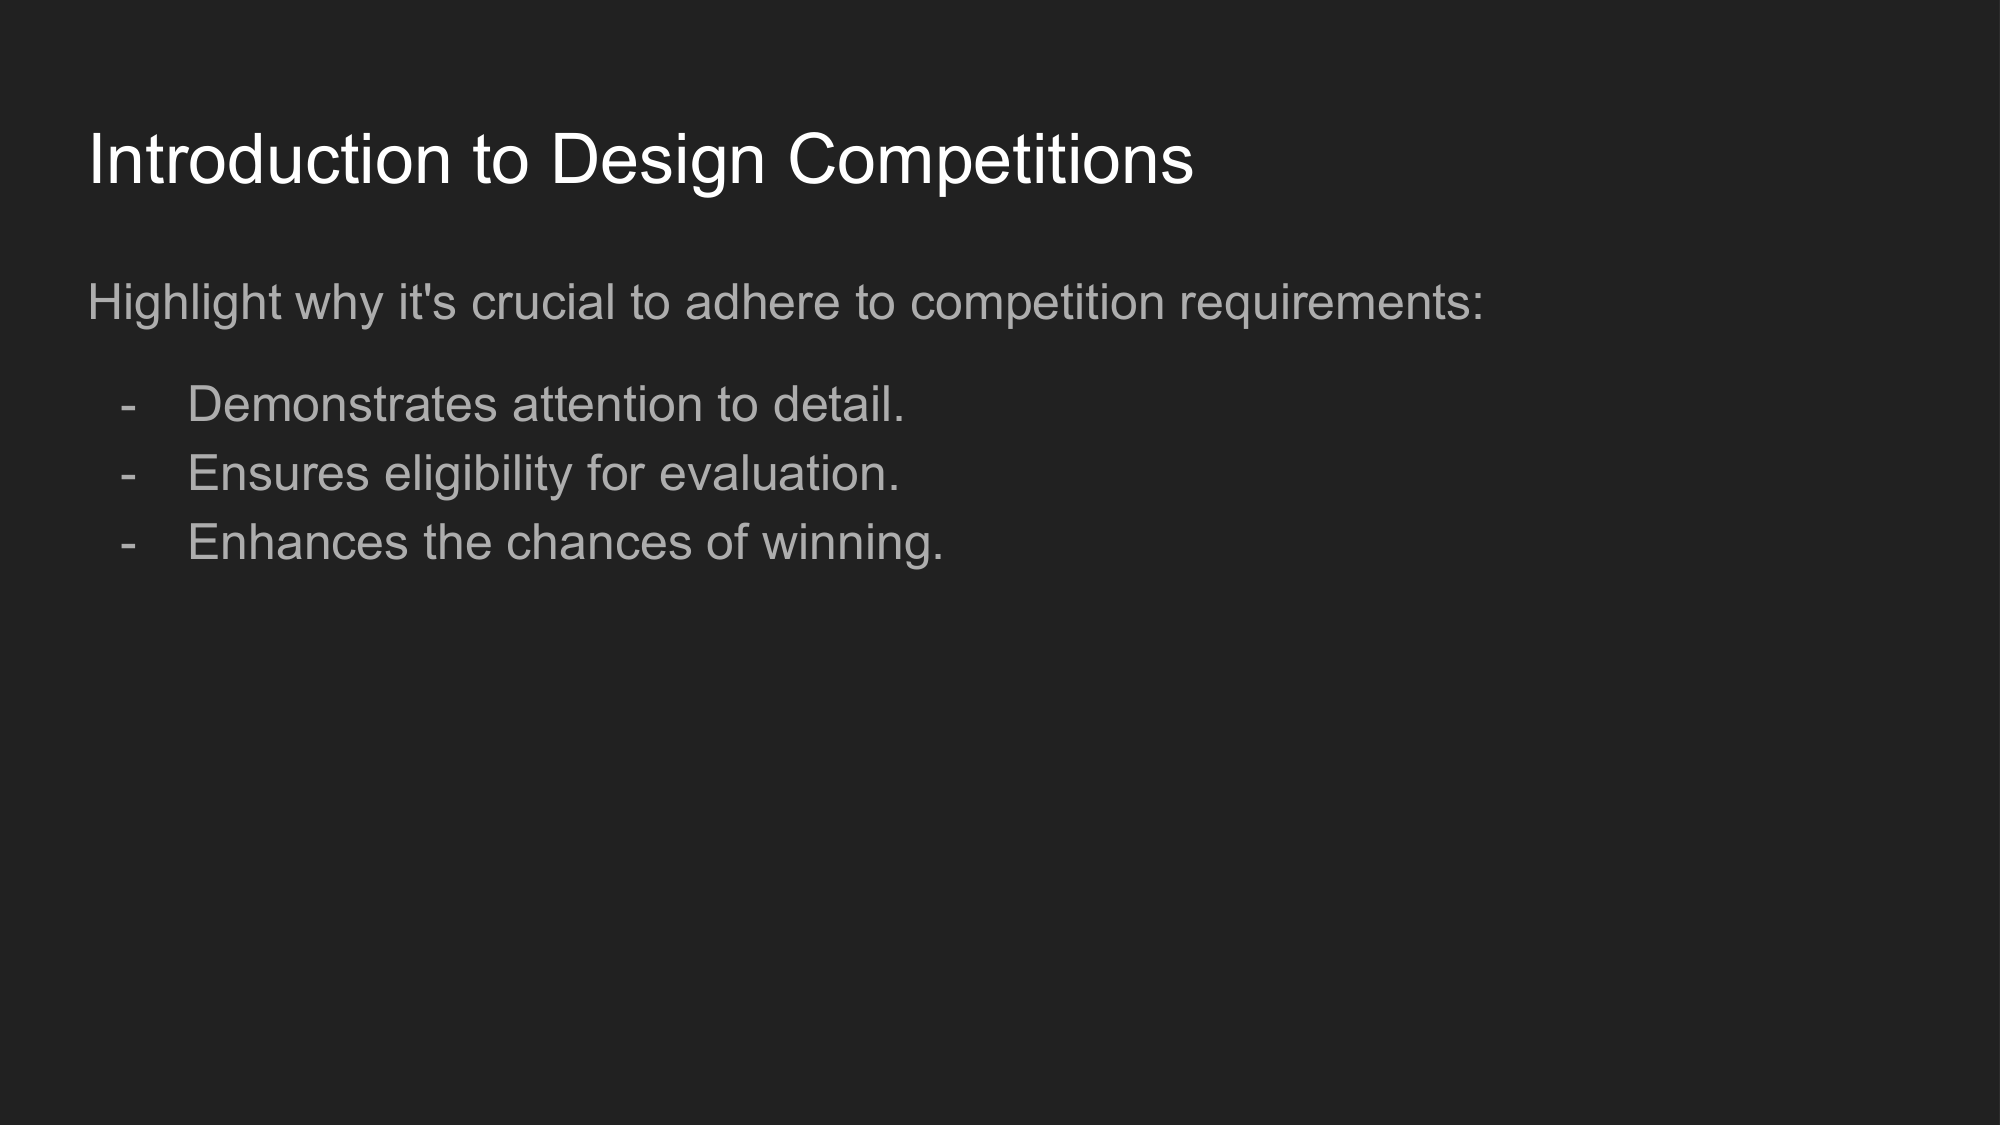 Introduction to Design Competitions
Highlight why it's crucial to adhere to competition requirements:
- Demonstrates attention to detail.
- Ensures eligibility for evaluation.
- Enhances the chances of winning.